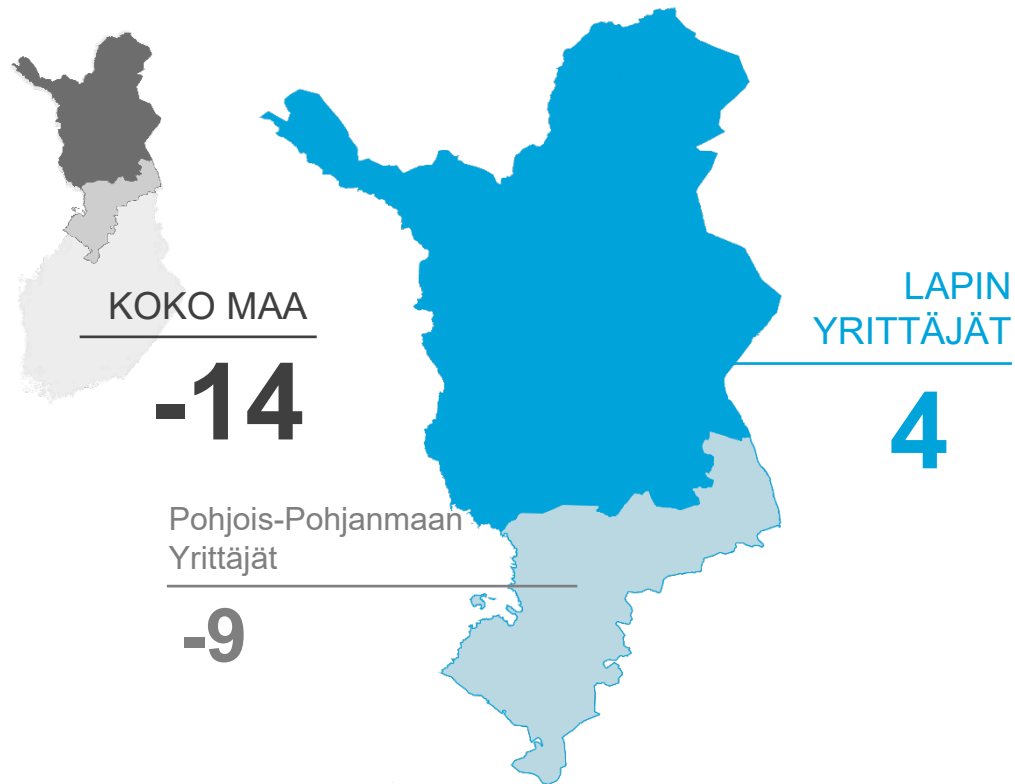 KOKO MAA
-14
LAPIN
YRITTÄJÄT
4
Pohjois-Pohjanmaan
Yrittäjät
-9